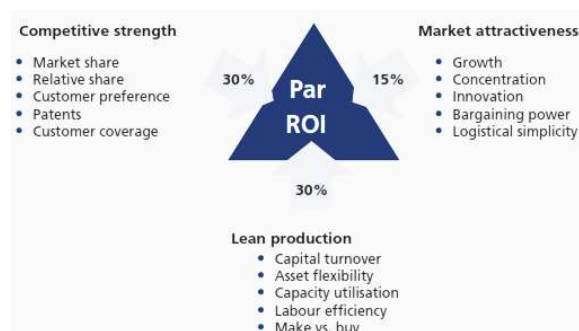 Competitive strength
Market share
Relative share
Customer preference
Patents
Customer coverage
30%
Par
ROI
15%
Market attractiveness
Growth
Concentration
Innovation
Bargaining power
Logistical simplicity
30%
Lean production
Capital turnover
Asset flexibility
Capacity utilisation
Labour efficiency
Make vs. buy